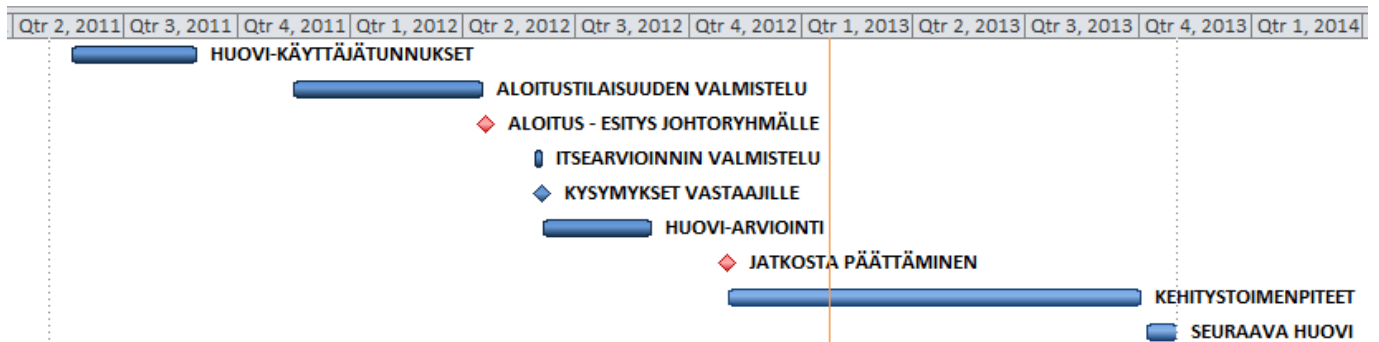 Qtr 2, 2011 Qtr 3, 2011 Qtr 4, 2011 Qtr 1, 2012 Qtr 2, 2012 Qtr 3, 2012 Qtr 4, 2012 Qtr 1, 2013 Qtr 2, 2013 Qtr 3, 2013 Qtr 4, 2013 Qtr 1, 2014
HUOVI-KÄYTTÄJÄTUNNUKSET
ALOITUSTILAISUUDEN VALMISTELU
ALOITUS - ESITYS JOHTORYHMÄLLE
ITSEARVIOINNIN VALMISTELU
KYSYMYKSET VASTAAJILLE
HUOVI-ARVIOINTI
JATKOSTA PÄÄTTÄMINEN
KEHITYSTOIMENPITEET
SEURAAVA HUOVI